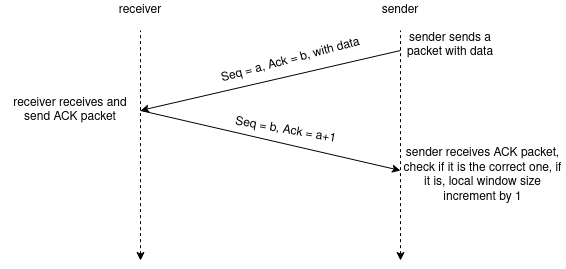 receiver
sender
sender sends a
packet with data
Seq = a, Ack = b, with data
receiver receives and
send ACK packet
Seq = b, Ack = a+1
sender receives ACK packet,
check if it is the correct one, if
it is, local window size
increment by 1